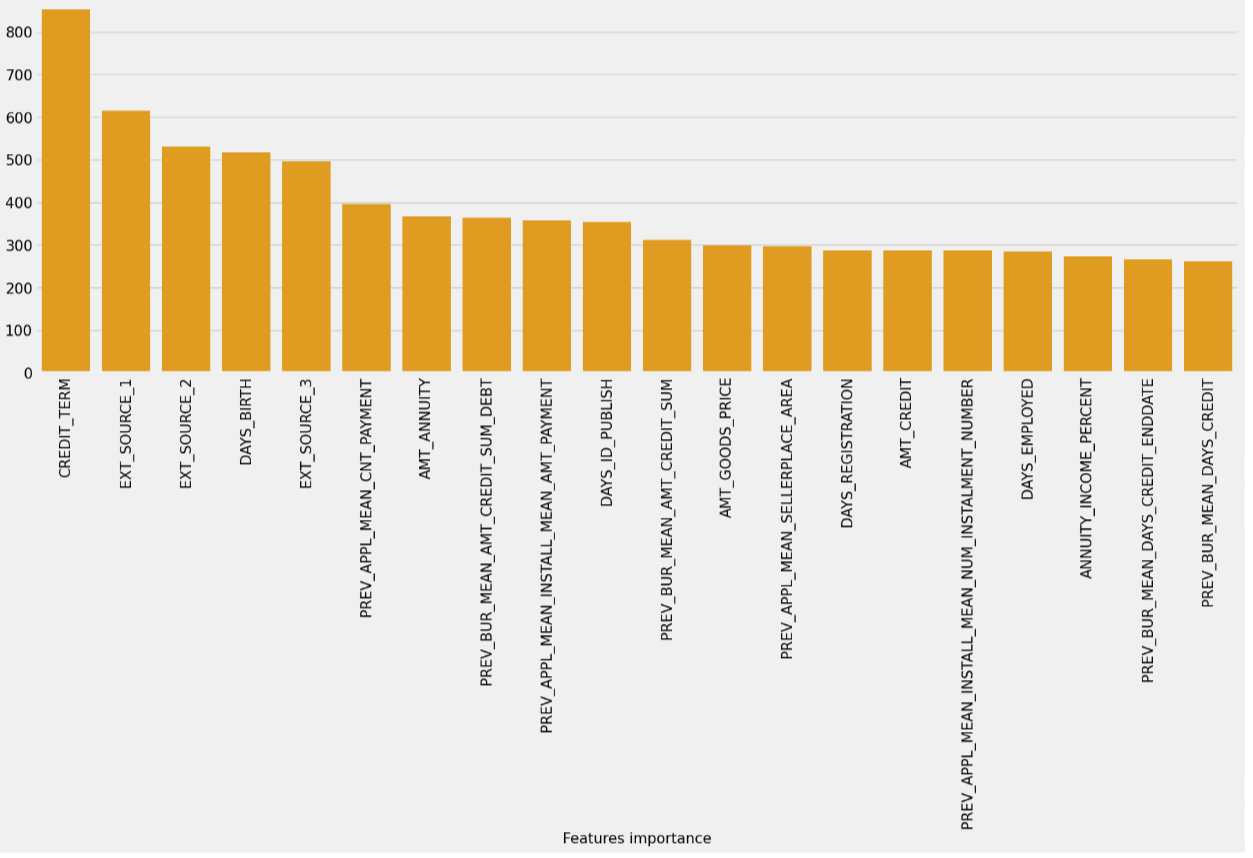 800
700
600
500
400
300
200
100
0
CREDIT_TERM
EXT_SOURCE_1
EXT_SOURCE_2
DAYS_BIRTH
EXT_SOURCE_3
PREV_APPL_MEAN_CNT_PAYMENT
AMT_ANNUITY
PREV_BUR_MEAN_AMT_CREDIT_SUM_DEBT
PREV_APPL_MEAN_INSTALL_MEAN_AMT_PAYMENT
DAYS_ID_PUBLISH
PREV_BUR_MEAN_AMT_CREDIT_SUM
AMT_GOODS_PRICE
PREV_APPL_MEAN_SELLERPLACE_AREA
DAYS_REGISTRATION
AMT_CREDIT
PREV_APPL_MEAN_INSTALL_MEAN_NUM_INSTALMENT_NUMBER
DAYS_EMPLOYED
ANNUITY_INCOME_PERCENT
PREV_BUR_MEAN_DAYS_CREDIT_ENDDATE
PREV_BUR_MEAN_DAYS_CREDIT
Features importance